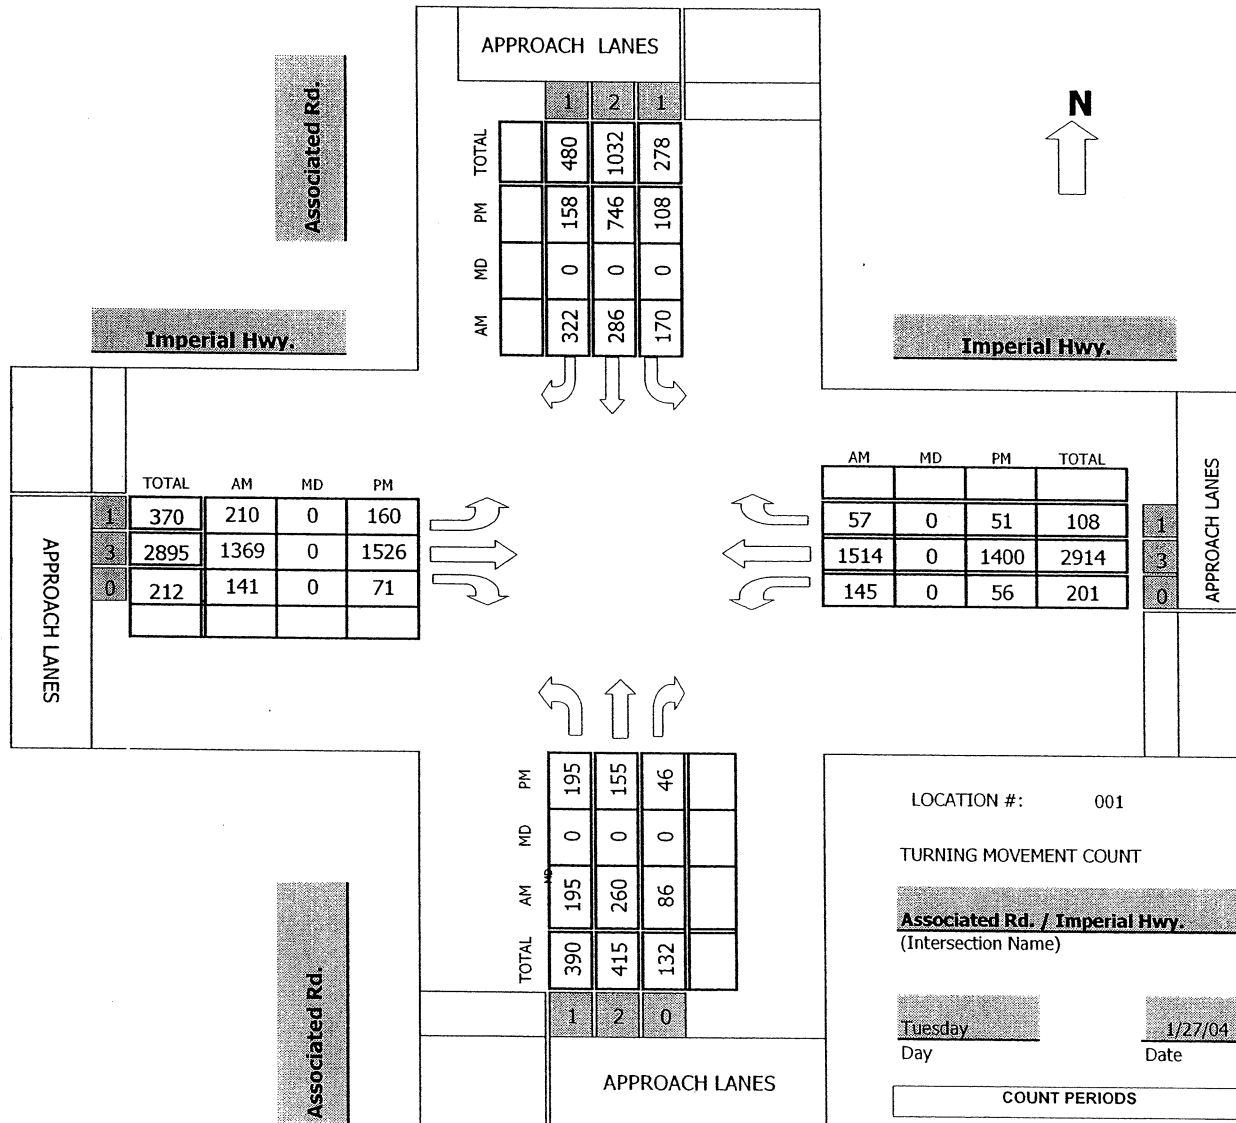 APPROACH LANES
1 2 1
Associated Rd.
N
TOTAL 480 1032 278
PM 158 746 108
MD 0 0 0
AM 322 286 170
Imperial Hwy.
Imperial Hwy.
TOTAL AM MD PM
1 370 210 0 160
3 2895 1369 0 1526
0 212 141 0 71
APPROACH LANES
AM MD PM TOTAL
57 0 51 108 1
1514 0 1400 2914 3
145 0 56 201 0
APPROACH LANES
PM 195 155 46
MD 0 0 0
MD
AM 195 260 86
TOTAL 390 415 132
1 2 0
APPROACH LANES
Associated Rd.
LOCATION #: 001
TURNING MOVEMENT COUNT
Associated Rd. / Imperial Hwy.
(Intersection Name)
Tuesday 1/27/04
Day Date
COUNT PERIODS